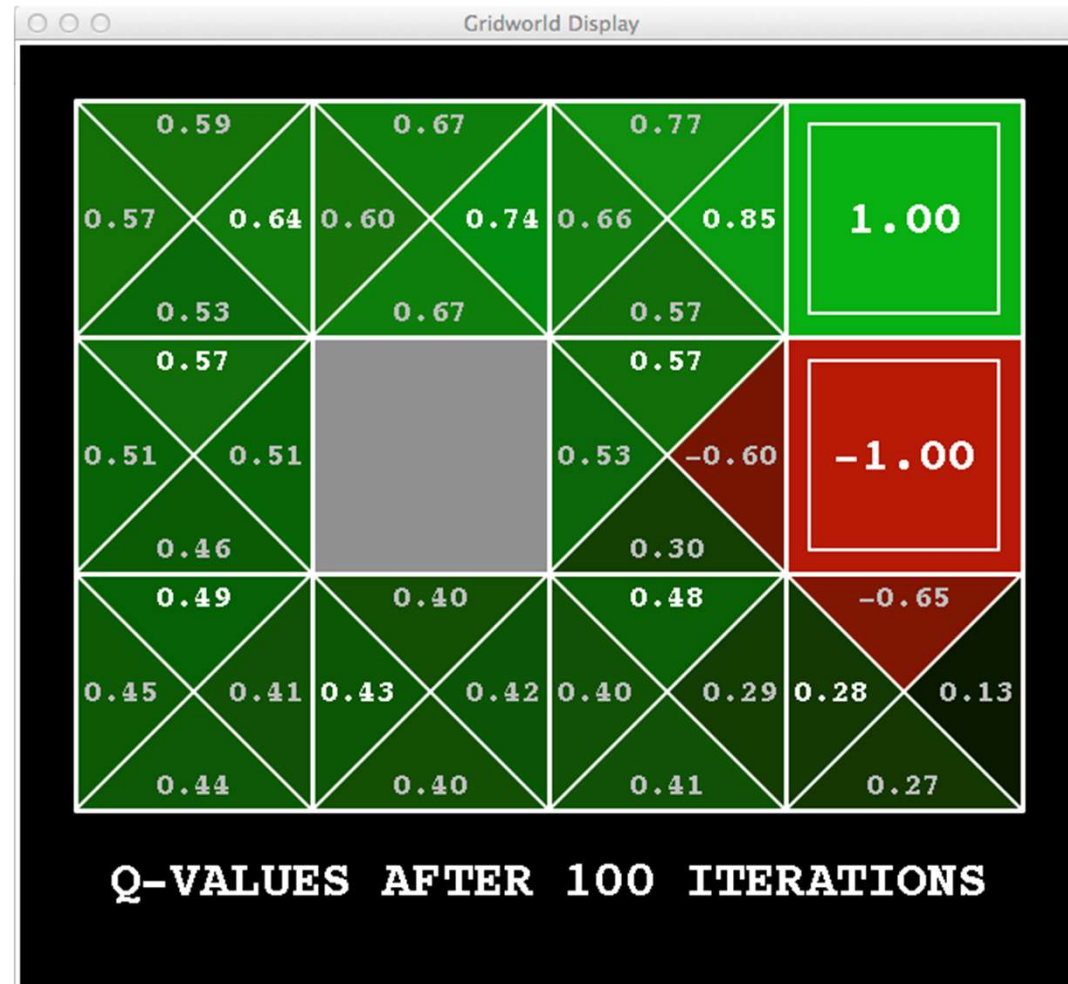 Gridworld Display
0.59 0.67 0.77
0.57 0.64 0.60 0.74 0.66 0.85 1.00
0.53 0.67 0.57
0.57 0.57
0.51 0.51 0.53 -0.60 -1.00
0.46 0.30
0.49 0.40 0.48 -0.65
0.45 0.41 0.43 0.42 0.40 0.29 0.28 0.13
0.44 0.40 0.41 0.27
Q-VALUES AFTER 100 ITERATIONS